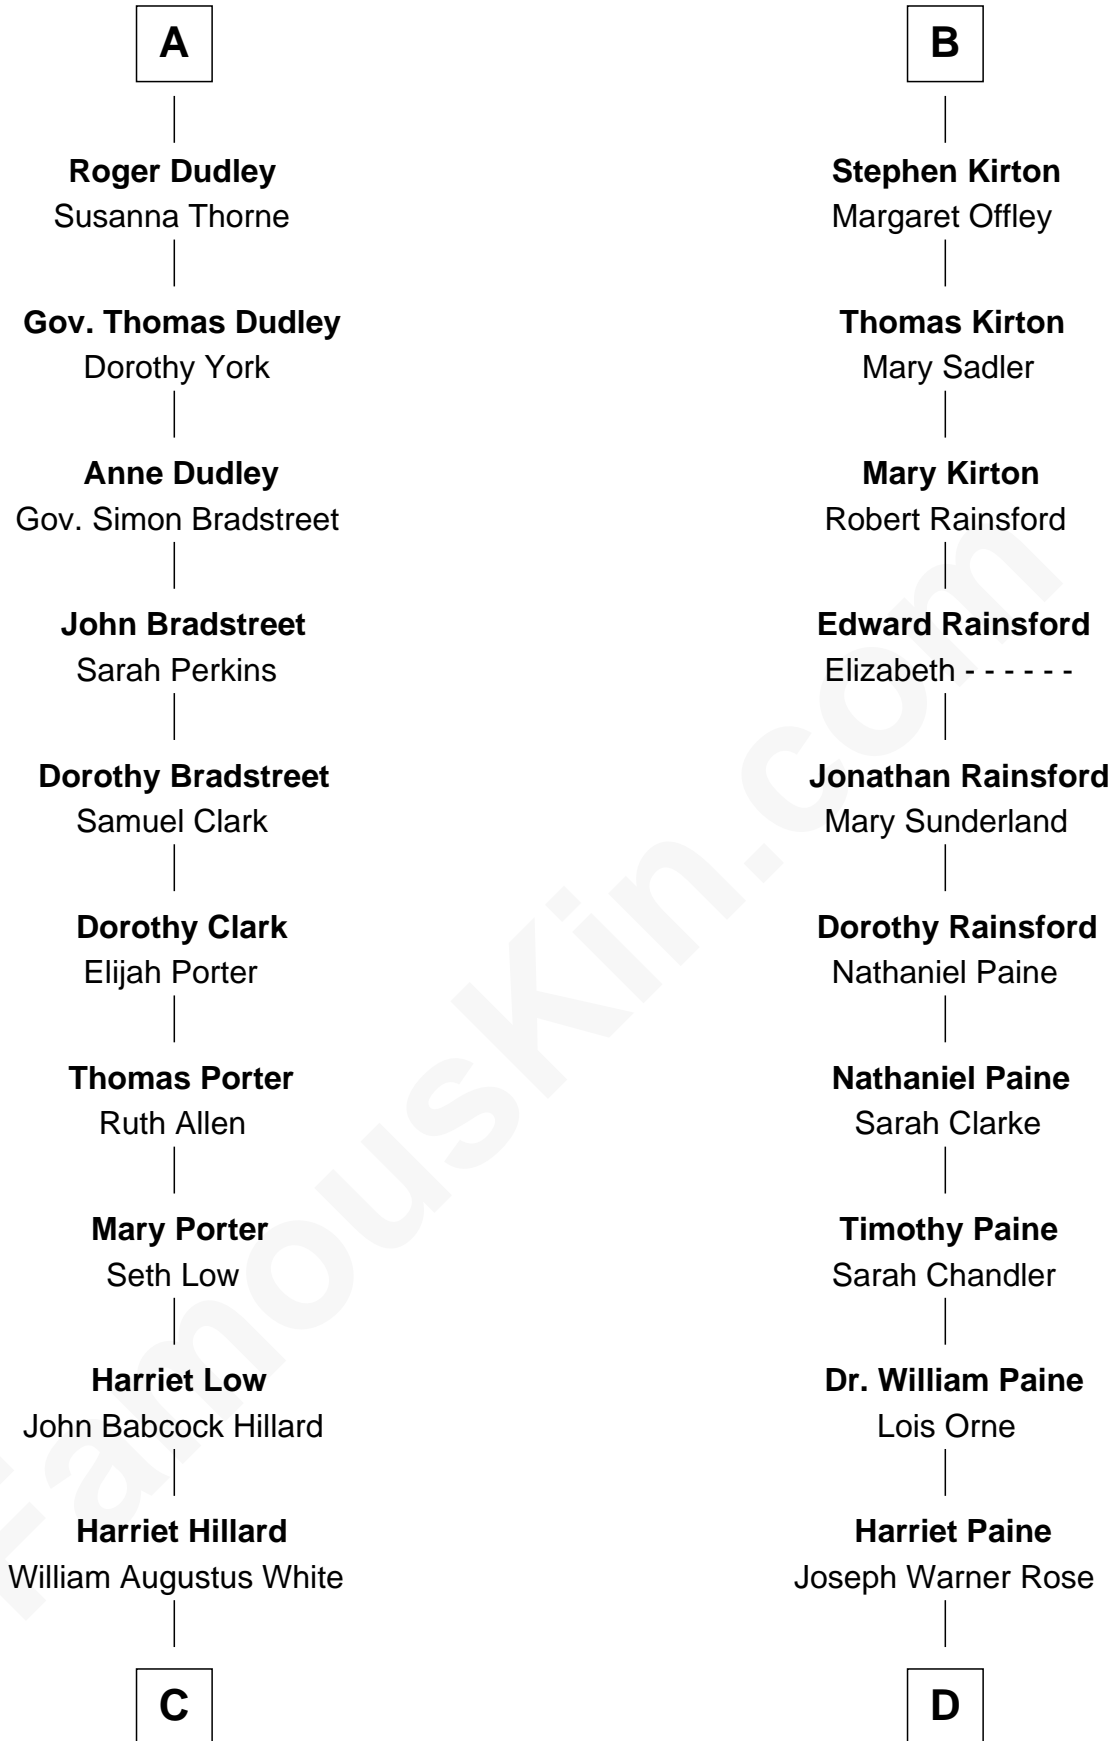 A
Roger Dudley
Susanna Thorne
Gov. Thomas Dudley
Dorothy York
Anne Dudley
Gov. Simon Bradstreet
John Bradstreet
Sarah Perkins
Dorothy Bradstreet
Samuel Clark
Dorothy Clark
Elijah Porter
Thomas Porter
Ruth Allen
Mary Porter
Seth Low
Harriet Low
John Babcock Hillard
Harriet Hillard
William Augustus White
C
B
Stephen Kirton
Margaret Offley
Thomas Kirton
Mary Sadler
Mary Kirton
Robert Rainsford
Edward Rainsford
Elizabeth - - - - - -
Jonathan Rainsford
Mary Sunderland
Dorothy Rainsford
Nathaniel Paine
Nathaniel Paine
Sarah Clarke
Timothy Paine
Sarah Chandler
Dr. William Paine
Lois Orne
Harriet Paine
Joseph Warner Rose
D
FamousKin.com